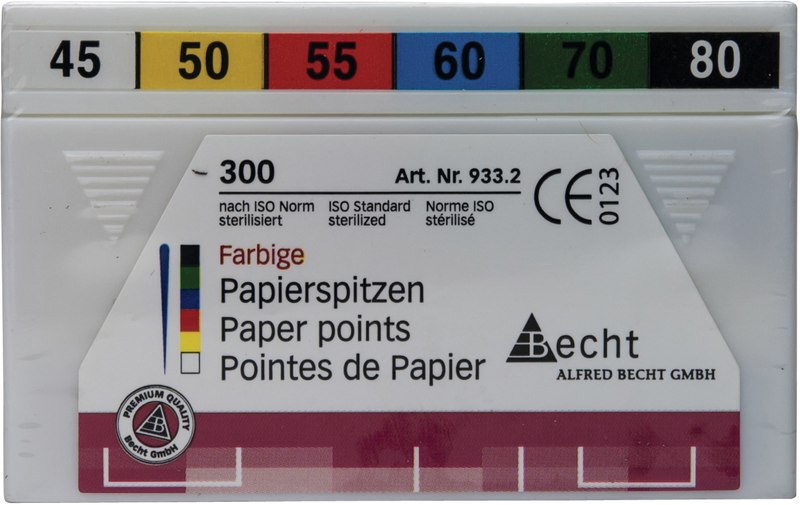 45 50 55 60 70 80
300 Art. Nr. 933.2
nach ISO Norm ISO Standard Norme ISO
sterilisiert sterilized stérilisé
CE 0123
Farbige
Papierspitzen
Paper points
Pointes de Papier
Becht
ALFRED BECHT GMBH
PREMIUM QUALITY
B
Becht GmbH